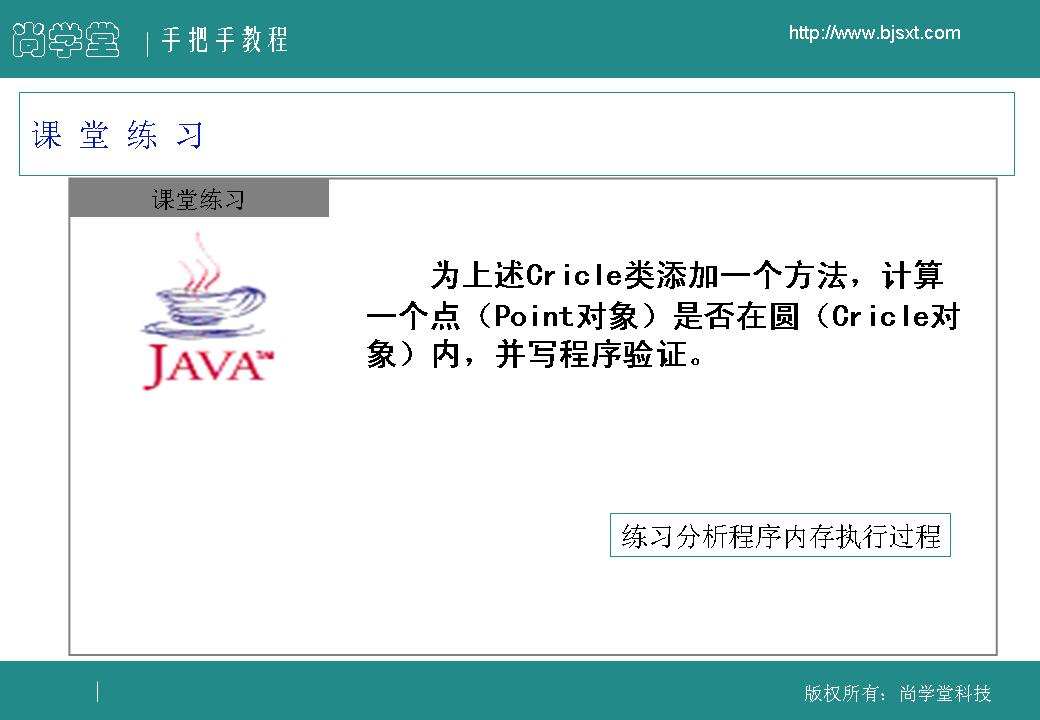 尚学堂 | 手把手教程
http://www.bjsxt.com
课 堂 练 习
课堂练习
为上述Cricle类添加一个方法，计算
一个点（Point对象）是否在圆（Cricle对
象）内，并写程序验证。
JAVA™
练习分析程序内存执行过程
版权所有：尚学堂科技